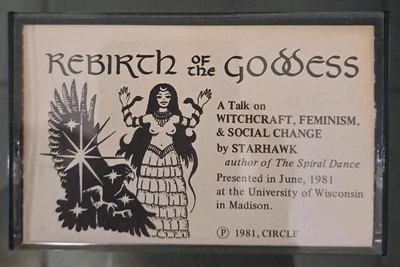 REBIRTH OF the GODDESS
A Talk on
WITCHCRAFT, FEMINISM,
& SOCIAL CHANGE
by STARHAWK
author of The Spiral Dance
Presented in June, 1981
at the University of Wisconsin
in Madison.
Ⓟ 1981, CIRCLE